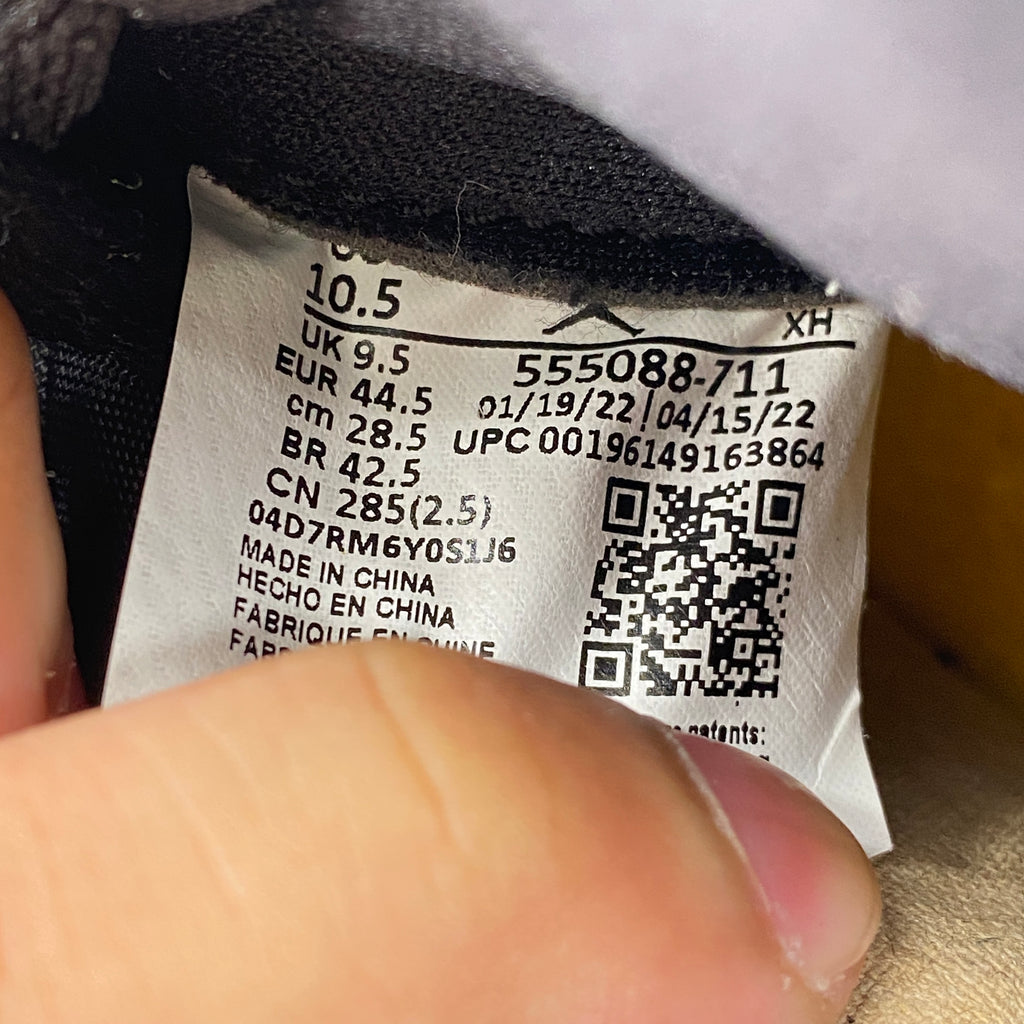 10.5
XH
UK 9.5
EUR 44.5
cm 28.5
BR 42.5
CN 285(2.5)
04D7RM6Y0S1J6
MADE IN CHINA
HECHO EN CHINA
FABRIQUE EN CHINE
555088-711
01/19/22|04/15/22
UPC 00196149163864
patents: